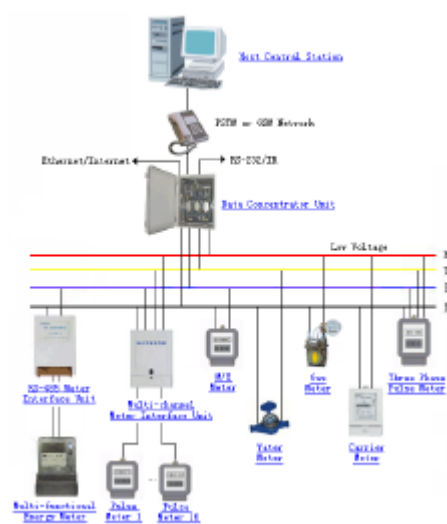 Host Central Station
PSTN or GSM Network
Ethernet/Internet
RS-232/IR
Data Concentrator Unit
Low Voltage
RS-485 Meter
Interface Unit
Multi-channel
Meter Interface Unit
Meter
Water
Meter
Gas
Meter
Carrier
Meter
Three Phase
Pulse Meter
Multi-functional
Energy Meter
Pulse
Meter 1
Pulse
Meter 16